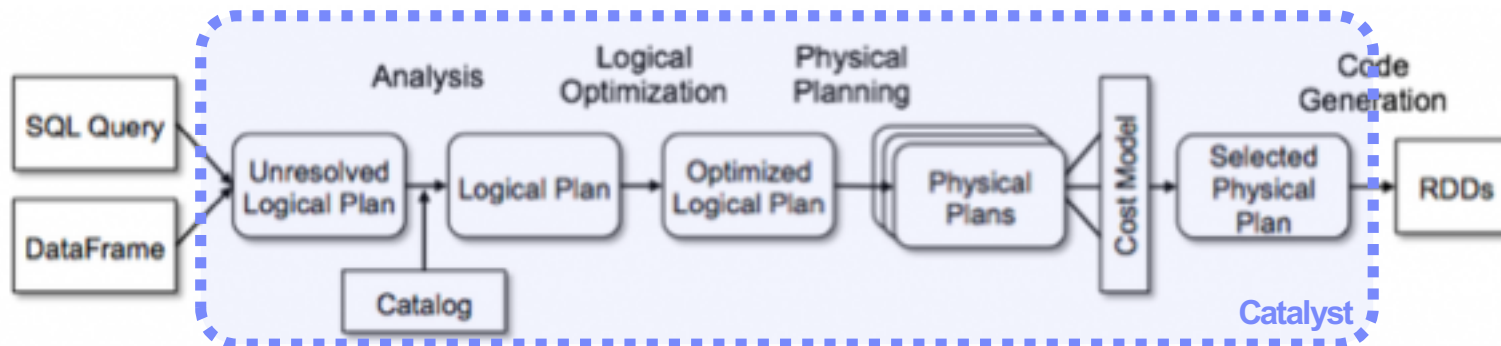 Analysis
Logical
Optimization
Physical
Planning
Code
Generation
SQL Query
DataFrame
Unresolved
Logical Plan
Catalog
Logical Plan
Optimized
Logical Plan
Physical
Plans
Cost Model
Selected
Physical
Plan
RDDs
Catalyst